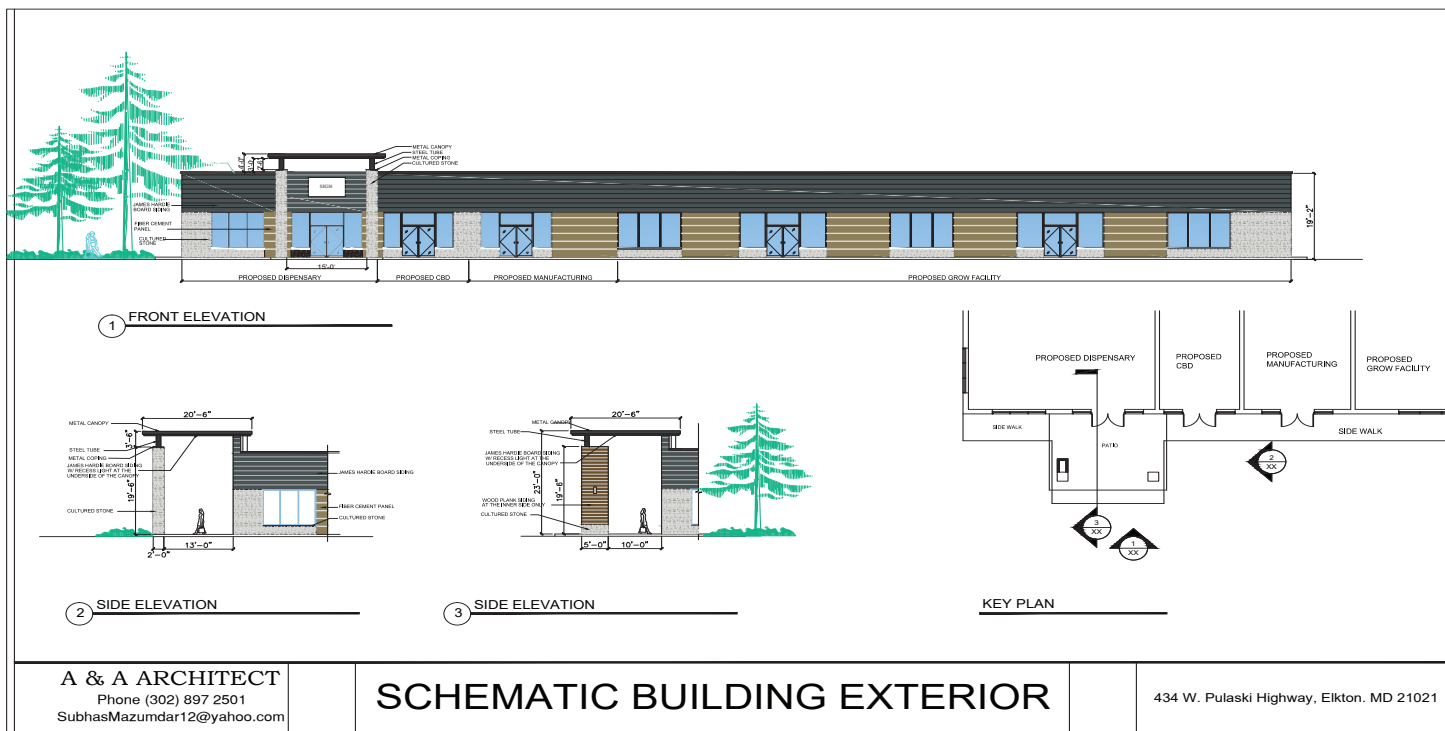 METAL CANOPY
STEEL TUBE
METAL COPING
CULTURED STONE
4'-0"
3'-0"
2'-6"
SIGN
JAMES HARDIE
BOARD SIDING
FIBER CEMENT
PANEL
CULTURED
STONE
19'-2"
15'-0"
PROPOSED DISPENSARY
PROPOSED CBD
PROPOSED MANUFACTURING
PROPOSED GROW FACILITY
1 FRONT ELEVATION
20'-6"
METAL CANOPY
3'-6"
STEEL TUBE
METAL COPING
JAMES HARDIE BOARD SIDING
W/ RECESS LIGHT AT THE
UNDERSIDE OF THE CANOPY
19'-6"
CULTURED STONE
JAMES HARDIE BOARD SIDING
FIBER CEMENT PANEL
CULTURED STONE
2'-0"
13'-0"
2 SIDE ELEVATION
20'-6"
METAL CANOPY
STEEL TUBE
JAMES HARDIE BOARD SIDING
W/ RECESS LIGHT AT THE
UNDERSIDE OF THE CANOPY
23'-0"
19'-6"
WOOD PLANK SIDING
AT THE INNER SIDE ONLY
CULTURED STONE
5'-0"
10'-0"
3 SIDE ELEVATION
PROPOSED DISPENSARY
PROPOSED
CBD
PROPOSED
MANUFACTURING
PROPOSED
GROW FACILITY
SIDE WALK
PATIO
SIDE WALK
2
XX
3
XX
1
XX
KEY PLAN
A & A ARCHITECT
Phone (302) 897 2501
SubhasMazumdar12@yahoo.com
SCHEMATIC BUILDING EXTERIOR
434 W. Pulaski Highway, Elkton. MD 21021